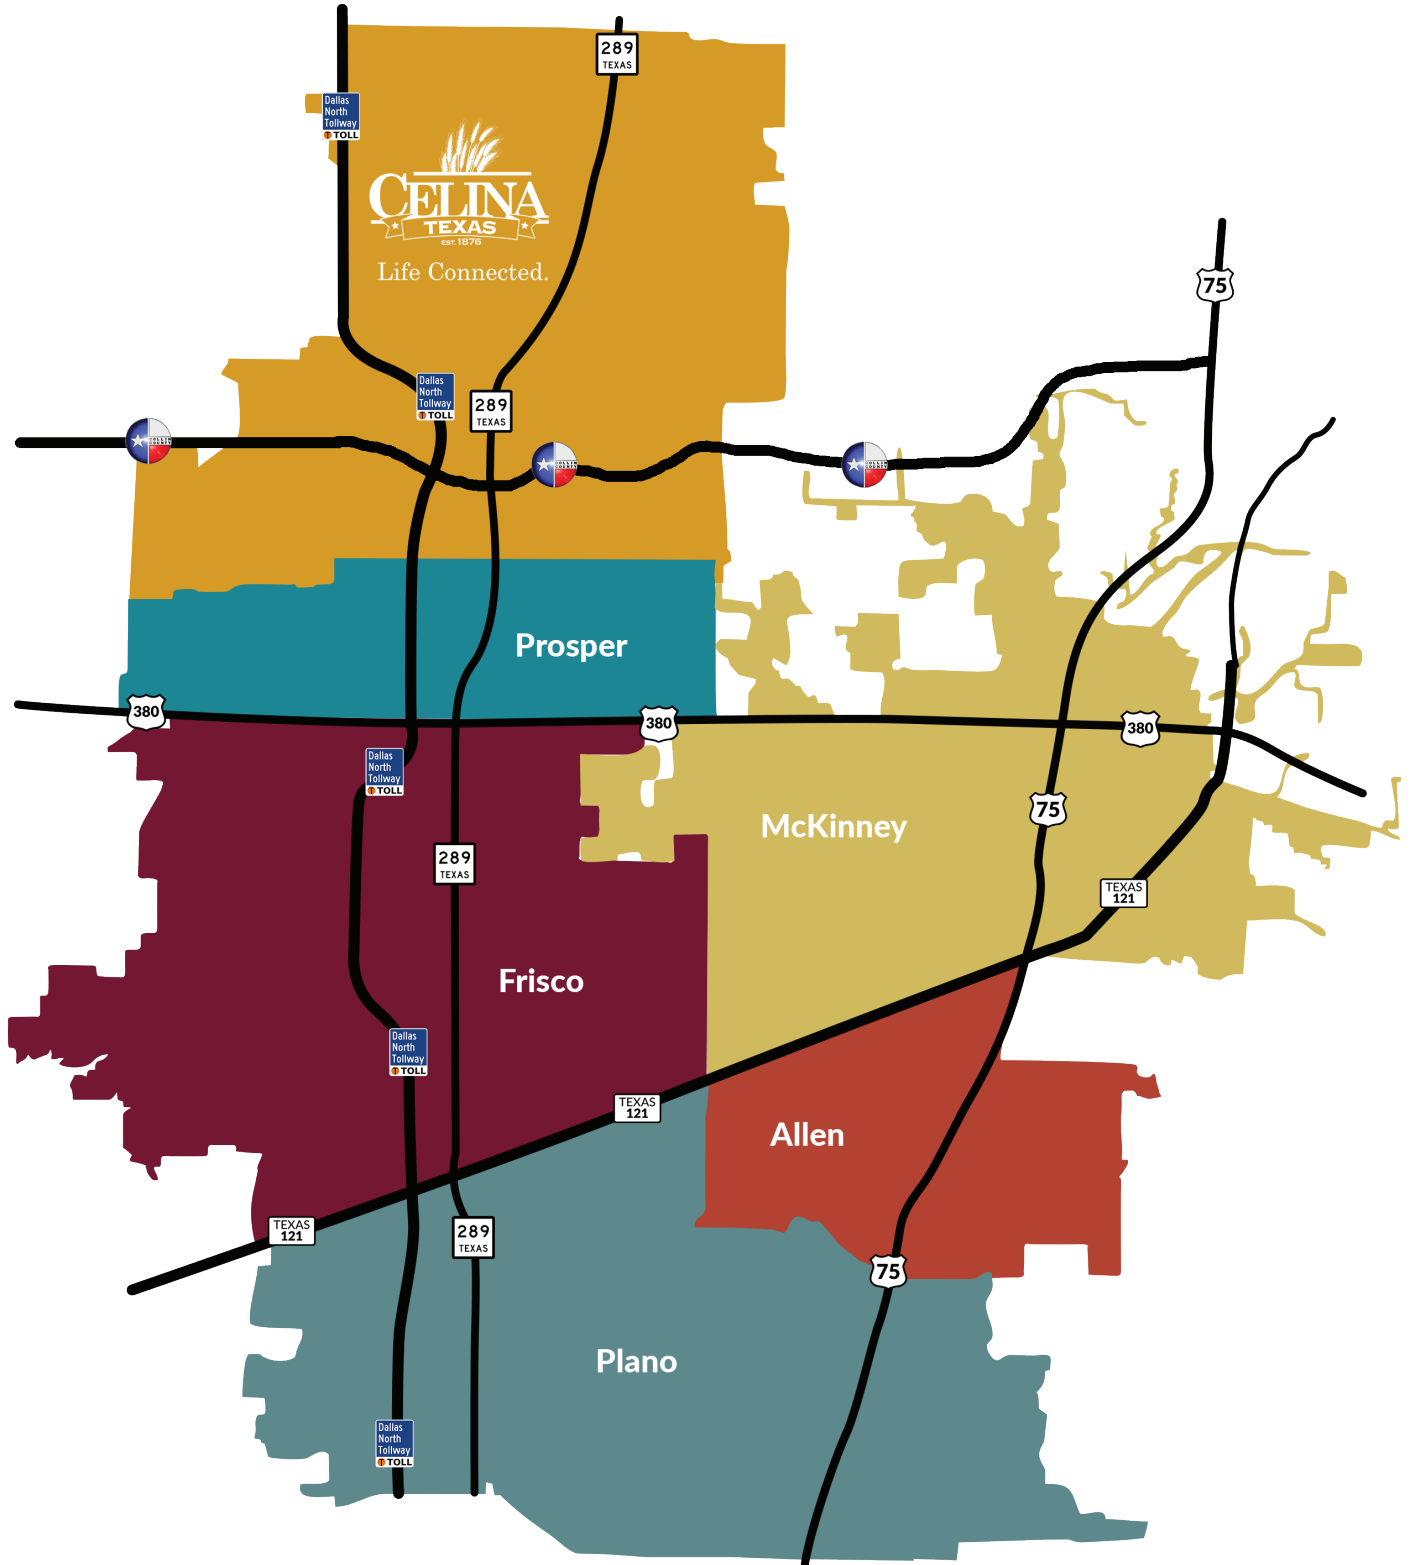 289
TEXAS
Dallas
North
Tollway
TOLL
CELINA
TEXAS
EST. 1876
Life Connected.
75
Dallas
North
Tollway
TOLL
289
TEXAS
Prosper
380
380
380
Dallas
North
Tollway
TOLL
75
McKinney
289
TEXAS
TEXAS
121
Frisco
Dallas
North
Tollway
TOLL
TEXAS
121
Allen
TEXAS
121
289
TEXAS
75
Plano
Dallas
North
Tollway
TOLL